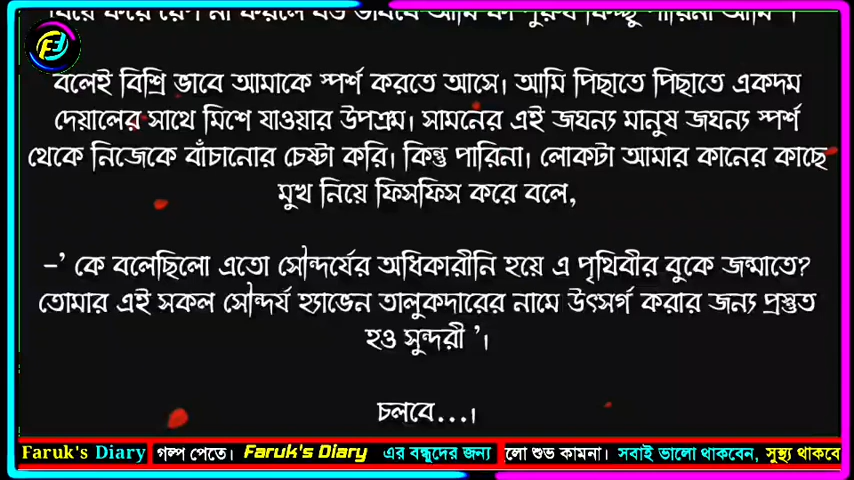 বলেই বিশ্রি ভাবে আমাকে স্পর্শ করতে আসে। আমি পিছাতে পিছাতে একদম
দেয়ালের সাথে মিশে যাওয়ার উপক্রম। সামনের এই জঘন্য মানুষ জঘন্য স্পর্শ
থেকে নিজেকে বাঁচানোর চেষ্টা করি। কিন্তু পারিনা। লোকটা আমার কানের কাছে
মুখ নিয়ে ফিসফিস করে বলে,
–’ কে বলেছিলো এতো সৌন্দর্যের অধিকারীনি হয়ে এ পৃথিবীর বুকে জন্মাতে?
তোমার এই সকল সৌন্দর্য হ্যাভেন তালুকদারের নামে উৎসর্গ করার জন্য প্রস্তুত
হও সুন্দরী ’।
চলবে...।
Faruk's Diary গল্প পেতে। Faruk's Diary এর বন্ধুদের জন্য লো শুভ কামনা। সবাই ভালো থাকবেন, সুস্থ্য থাকবে